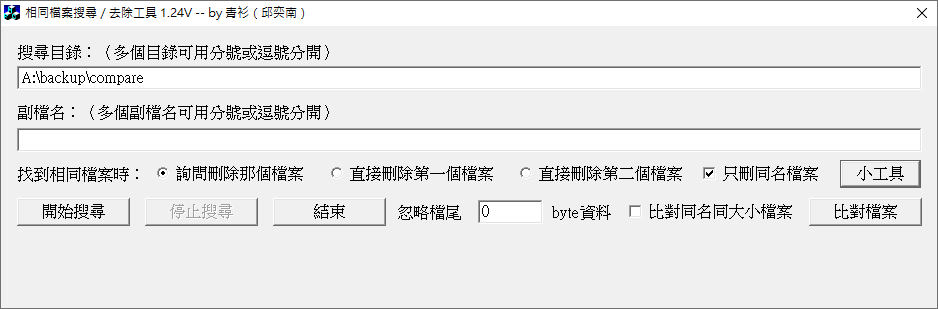 相同檔案搜尋 / 去除工具 1.24V -- by 青衫 ( 邱奕南 )
搜尋目錄：（多個目錄可用分號或逗號分開）
A:\backup\compare
副檔名：（多個副檔名可用分號或逗號分開）
找到相同檔案時： 詢問刪除那個檔案 直接刪除第一個檔案 直接刪除第二個檔案 只刪同名檔案 小工具
開始搜尋 停止搜尋 結束 忽略檔尾 0 byte資料 比對同名同大小檔案 比對檔案